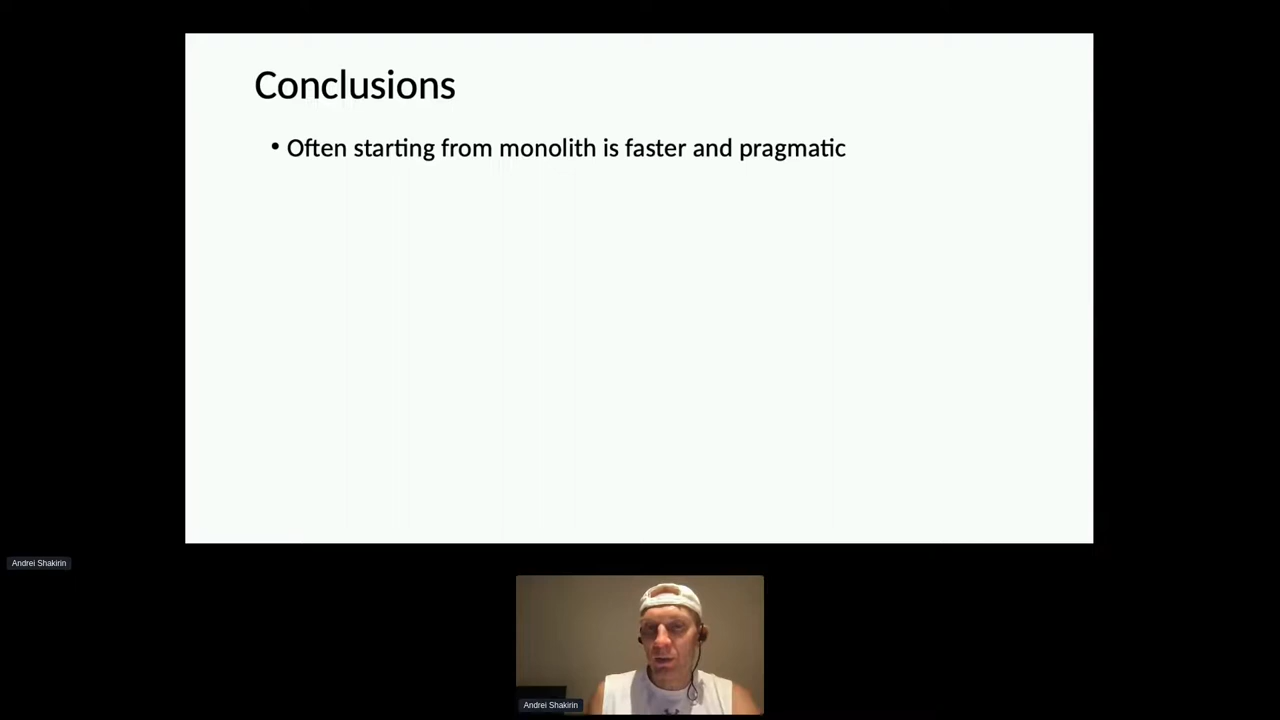 Conclusions
• Often starting from monolith is faster and pragmatic
Andrei Shakirin
Andrei Shakirin